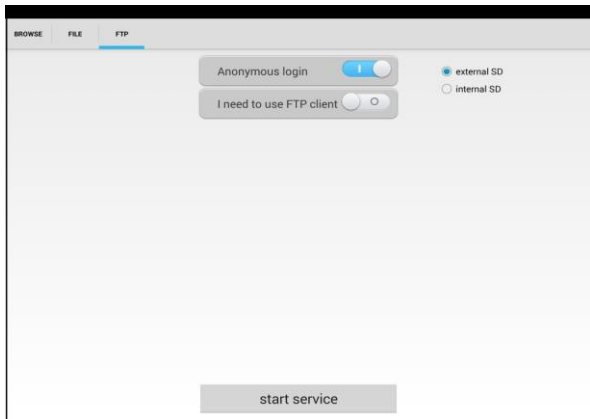 BROWSE FILE FTP
Anonymous login
external SD
internal SD
I need to use FTP client
start service